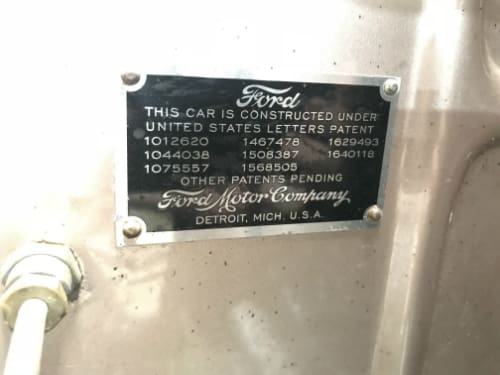 Ford
THIS CAR IS CONSTRUCTED UNDER
UNITED STATES LETTERS PATENT
1012620 1467478 1629493
1044038 1508387 1640118
1075557 1568505
OTHER PATENTS PENDING
Ford Motor Company
DETROIT, MICH. U.S.A.